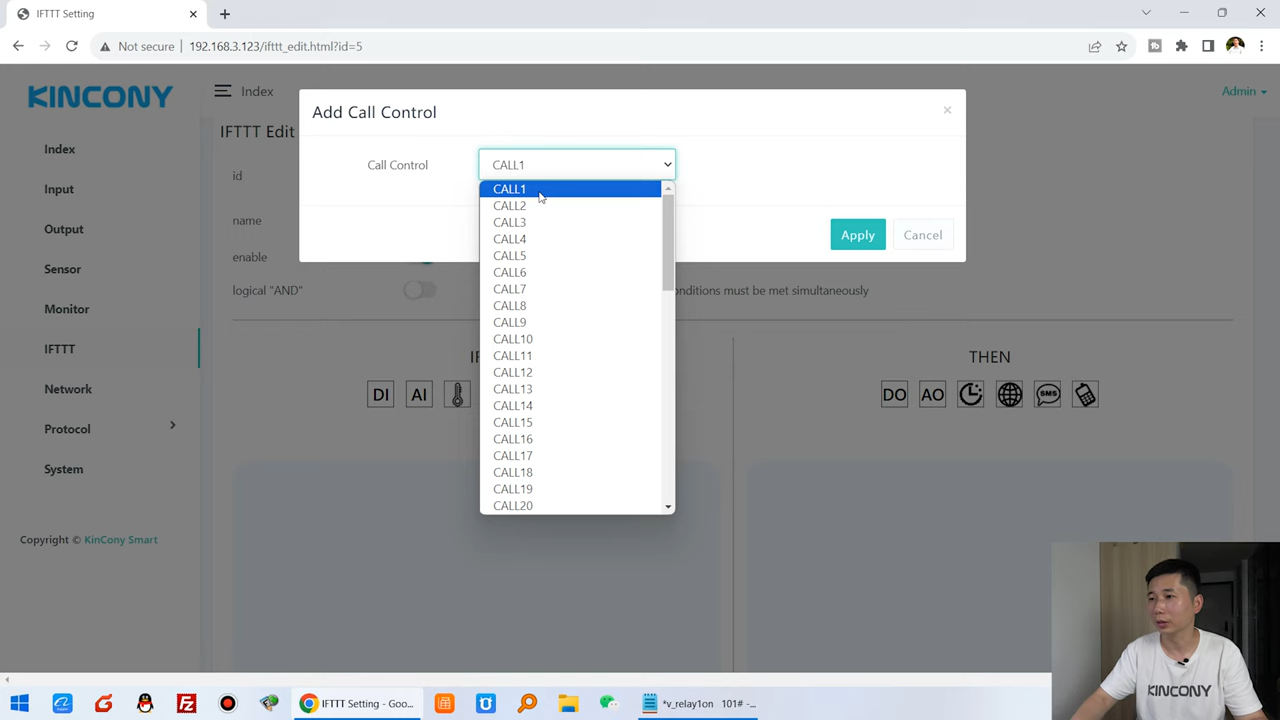 IFTTT Setting
Not secure | 192.168.3.123/ifttt_edit.html?id=5
KINCONY
Index
Admin
Index
Input
Output
Sensor
Monitor
IFTTT
Network
Protocol
System
Copyright © KinCony Smart
IFTTT Edit
id
name
enable
logical "AND"
onditions must be met simultaneously
Add Call Control
×
Call Control
CALL1
CALL1
CALL2
CALL3
CALL4
CALL5
CALL6
CALL7
CALL8
CALL9
CALL10
CALL11
CALL12
CALL13
CALL14
CALL15
CALL16
CALL17
CALL18
CALL19
CALL20
Apply
Cancel
THEN
DI
AI
DO
AO
SMS
KINCONY
IFTTT Setting - Goo...
*v_relay1on 101# -...